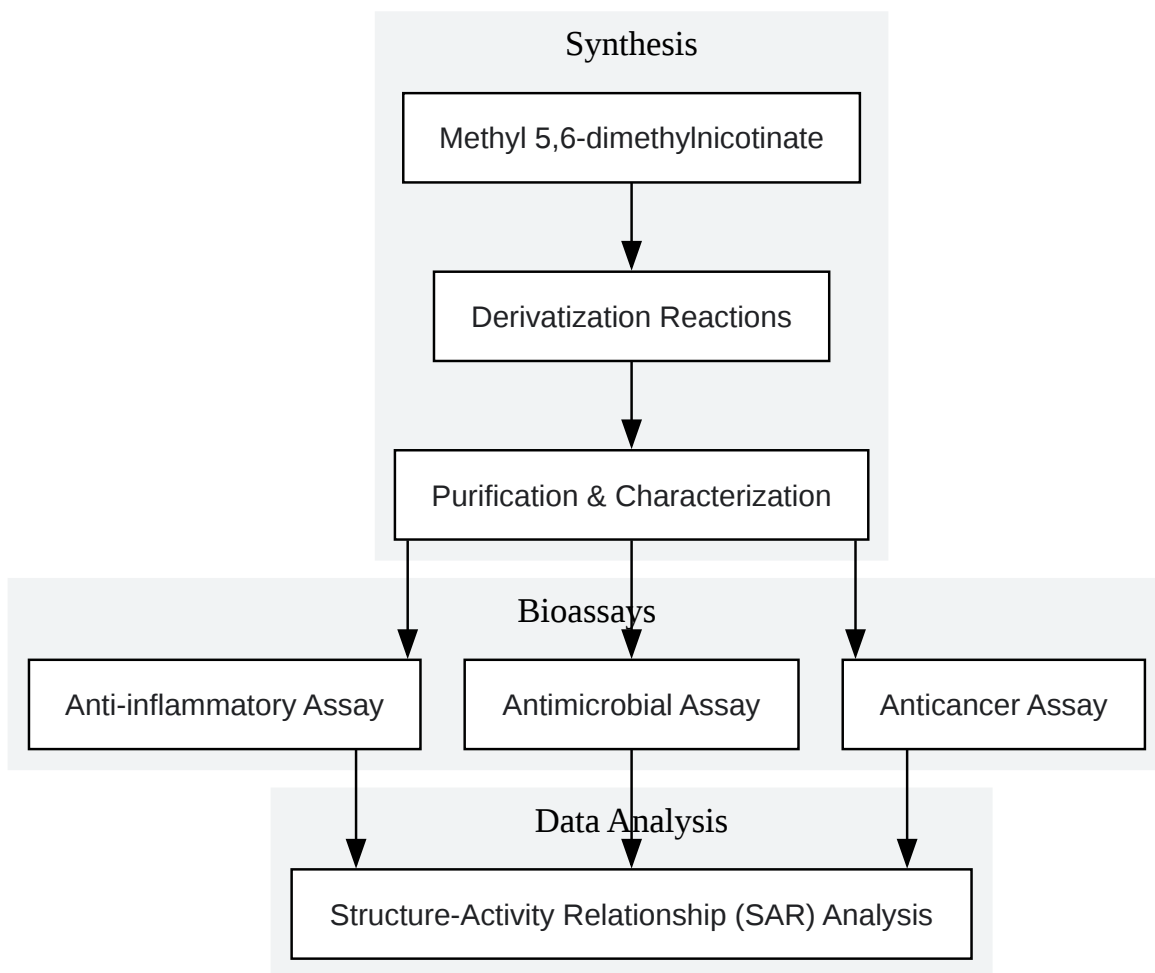 Synthesis
Methyl 5,6-dimethylnicotinate
Derivatization Reactions
Purification & Characterization
Bioassays
Anti-inflammatory Assay
Antimicrobial Assay
Anticancer Assay
Data Analysis
Structure-Activity Relationship (SAR) Analysis